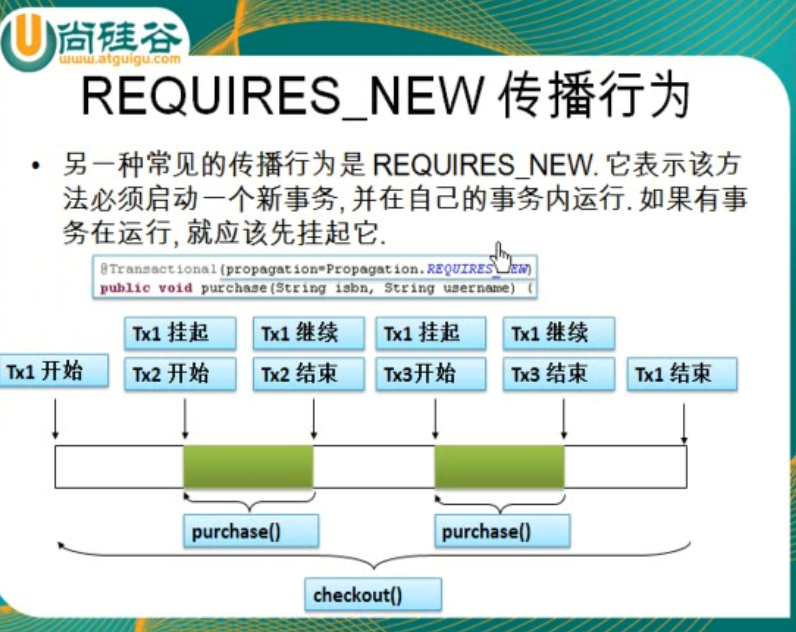 尚硅谷
www.atguigu.com
REQUIRES_NEW 传播行为
• 另一种常见的传播行为是 REQUIRES_NEW. 它表示该方
法必须启动一个新事务, 并在自己的事务内运行. 如果有事
务在运行, 就应该先挂起它.
@Transactional(propagation=Propagation.REQUIRES_NEW)
public void purchase(String isbn, String username) {
Tx1 挂起 Tx1 继续 Tx1 挂起 Tx1 继续
Tx1 开始 Tx2 开始 Tx2 结束 Tx3开始 Tx3 结束 Tx1 结束
purchase() purchase()
checkout()